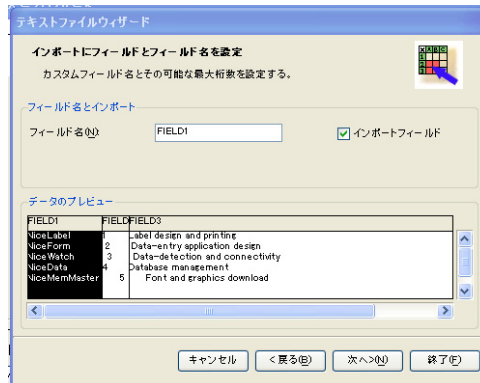 テキストファイルウィザード
インポートにフィールドとフィールド名を設定
カスタムフィールド名とその可能な最大桁数を設定する。
フィールド名とインポート
フィールド名(N):
FIELD1
インポートフィールド
データのプレビュー
FIELD1 FIELD FIELD3
NiceLabel 1 Label design and printing
NiceForm 2 Data-entry application design
NiceWatch 3 Data-detection and connectivity
NiceData 4 Database management
NiceMemMaster 5 Font and graphics download
キャンセル <戻る(B) 次へ>(N) 終了(F)